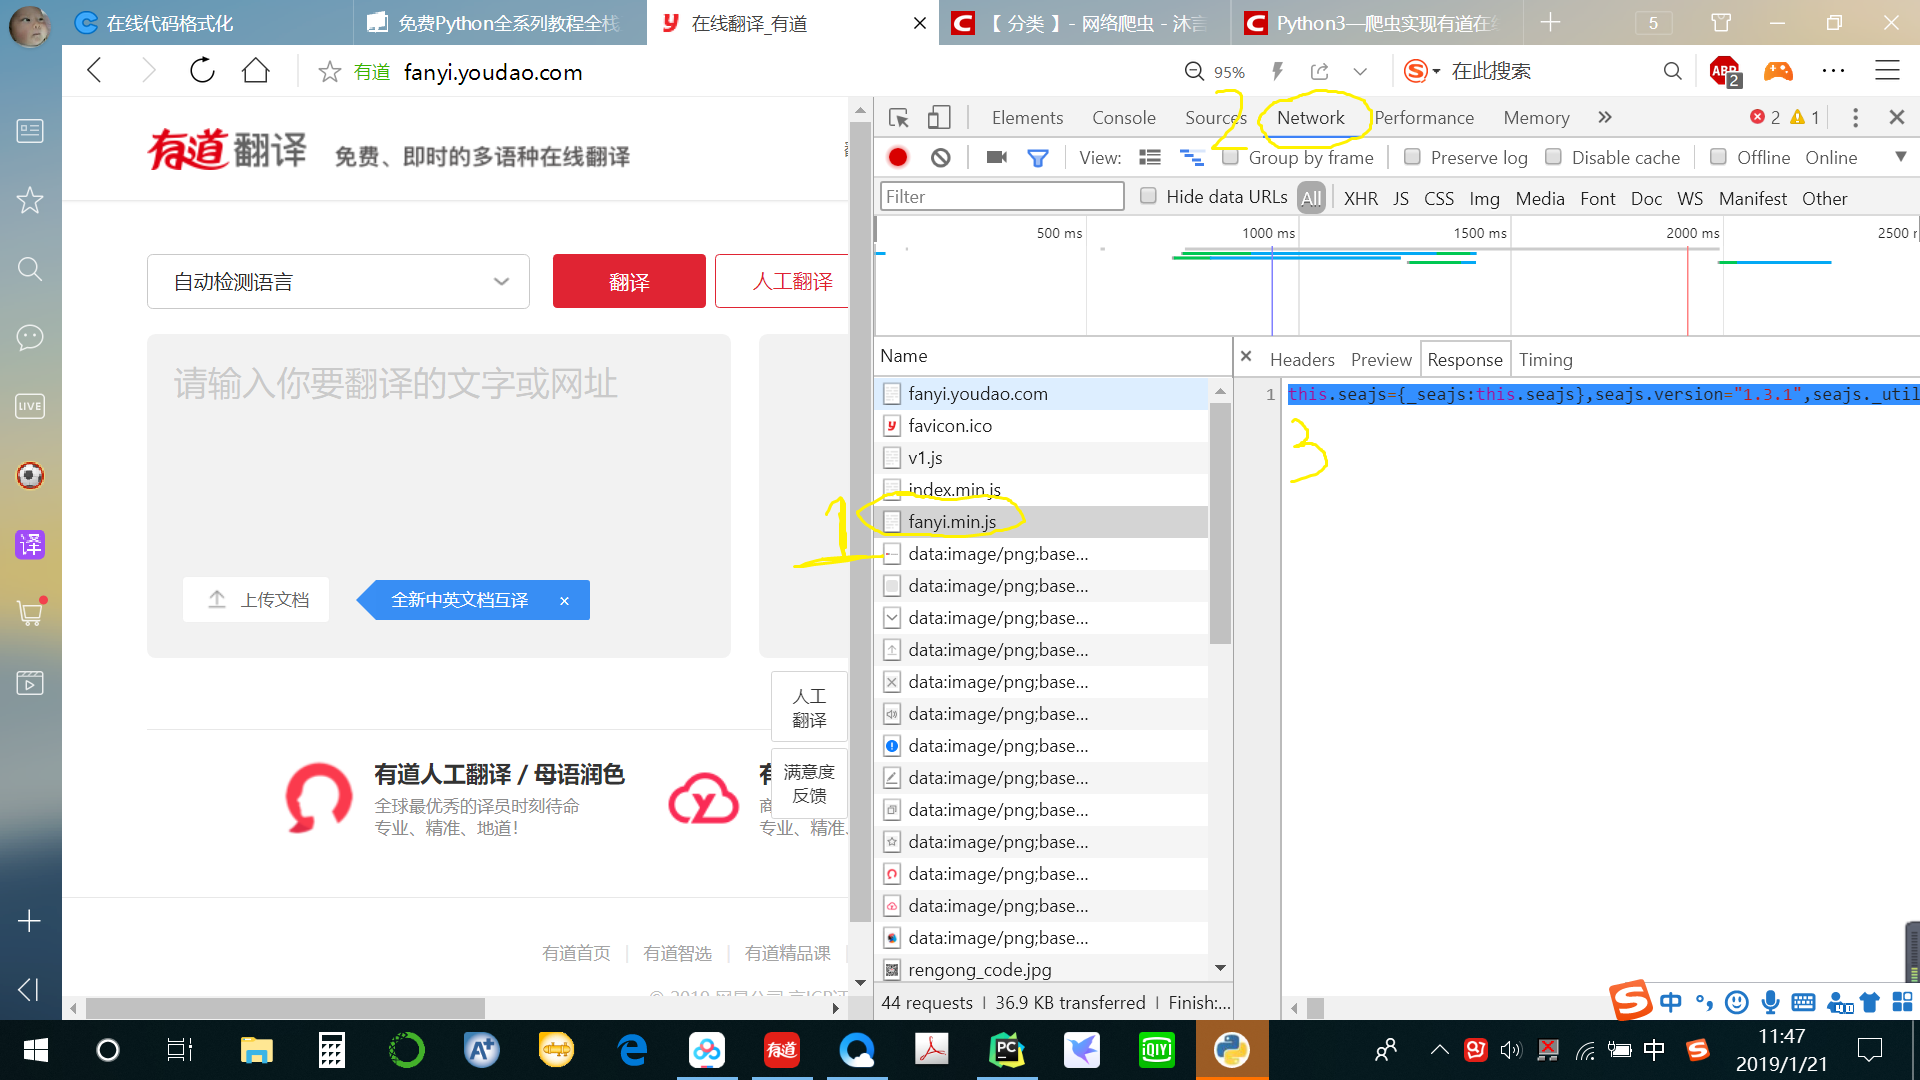 在线代码格式化
免费Python全系列教程全栈
在线翻译_有道
【 分类 】- 网络爬虫 - 沐言
Python3—爬虫实现有道在线
5
有道 fanyi.youdao.com
95%
在此搜索
ABP
2
有道翻译
免费、即时的多语种在线翻译
自动检测语言
翻译
人工翻译
请输入你要翻译的文字或网址
上传文档
全新中英文档互译 ×
人工
翻译
满意度
反馈
有道人工翻译 / 母语润色
全球最优秀的译员时刻待命
专业、精准、地道!
有
商
专业、精准、
有道首页 | 有道智选 | 有道精品课
LIVE
译
Elements Console Sources Network Performance Memory » 2 1
2
View: Group by frame Preserve log Disable cache Offline Online
Filter Hide data URLs All XHR JS CSS Img Media Font Doc WS Manifest Other
500 ms 1000 ms 1500 ms 2000 ms 2500
Name
Headers Preview Response Timing
1 this.seajs={_seajs:this.seajs},seajs.version="1.3.1",seajs._util
3
fanyi.youdao.com
favicon.ico
v1.js
index.min.js
1
fanyi.min.js
data:image/png;base...
data:image/png;base...
data:image/png;base...
data:image/png;base...
data:image/png;base...
data:image/png;base...
data:image/png;base...
data:image/png;base...
data:image/png;base...
data:image/png;base...
data:image/png;base...
data:image/png;base...
data:image/png;base...
rengong_code.jpg
44 requests | 36.9 KB transferred | Finish:...
中
有道
PC
iQIYI
中
11:47
2019/1/21